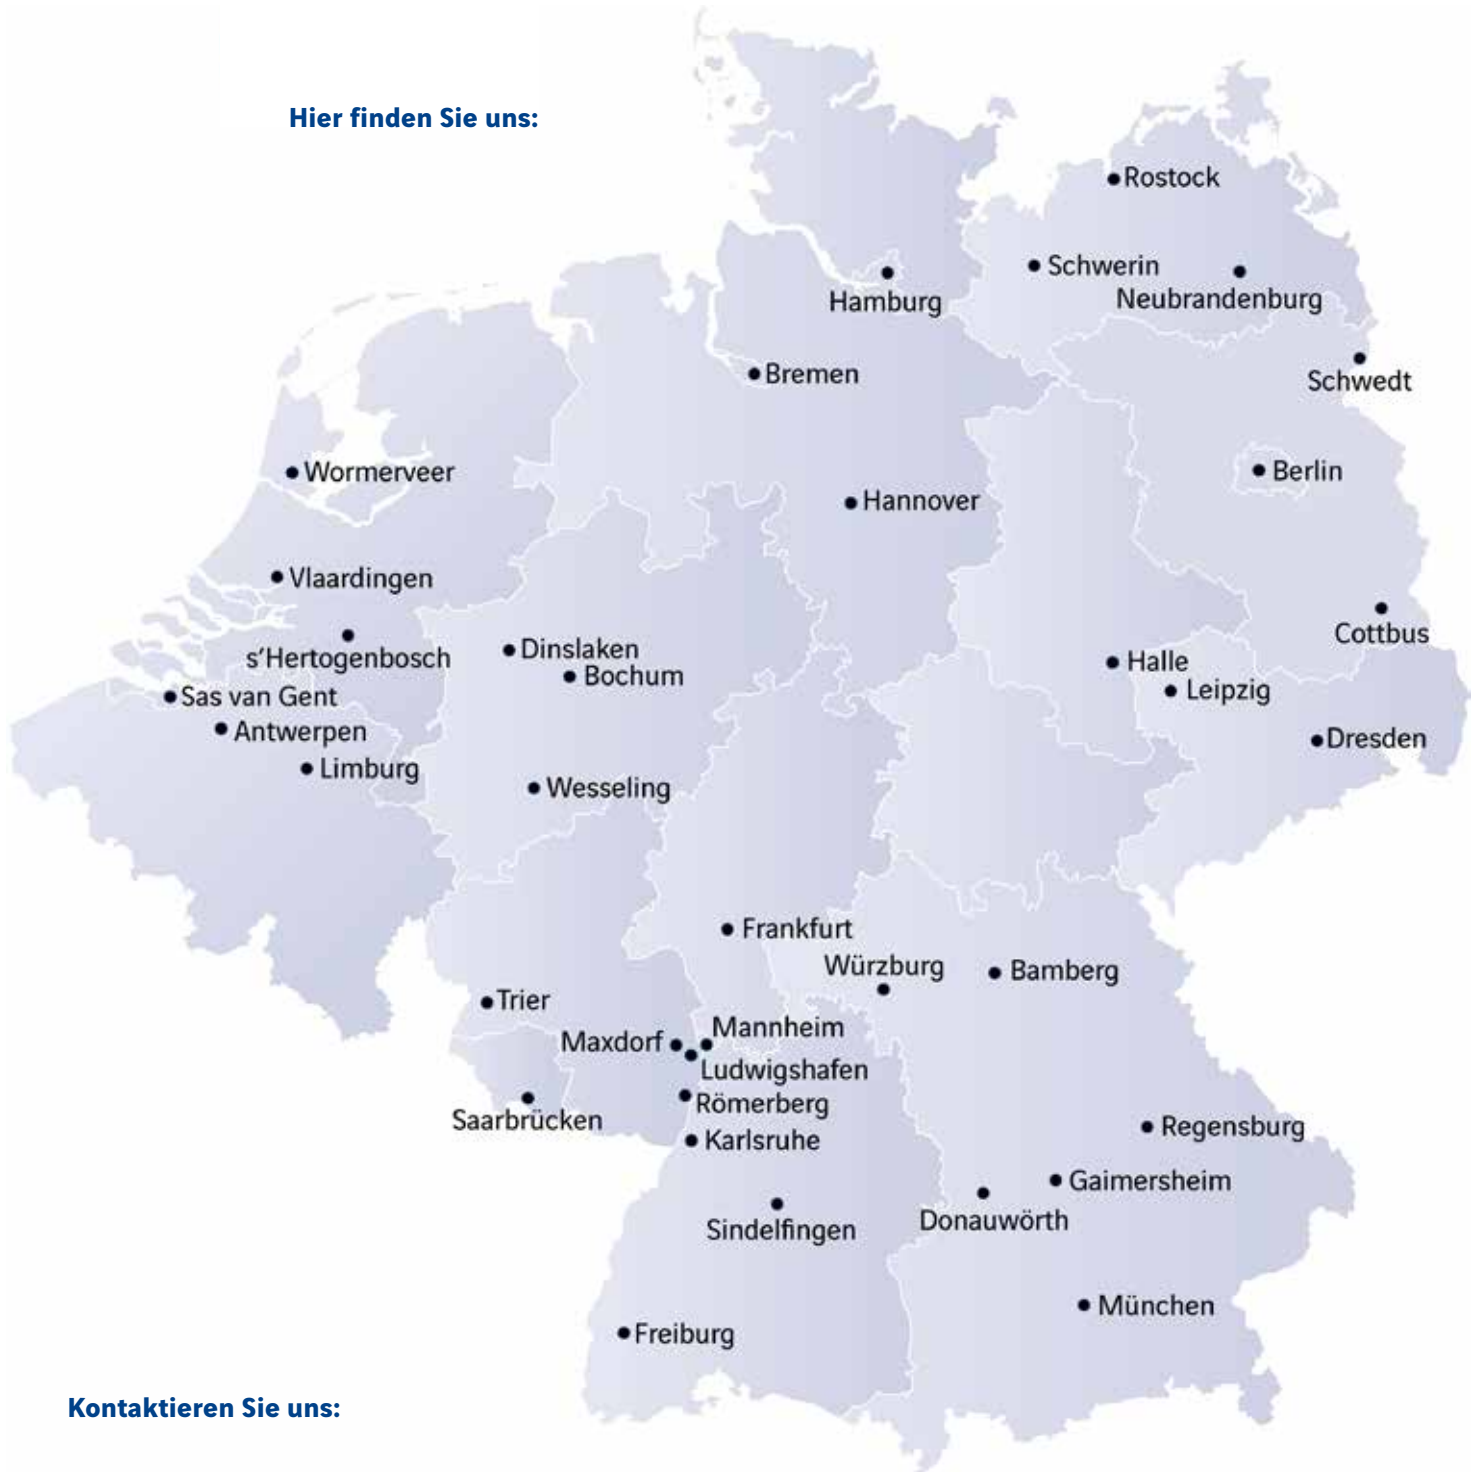 Hier finden Sie uns:
Rostock
Schwerin
Neubrandenburg
Hamburg
Bremen
Schwedt
Wormerveer
Berlin
Hannover
Vlaardingen
Cottbus
s'Hertogenbosch
Dinslaken
Bochum
Halle
Leipzig
Sas van Gent
Antwerpen
Dresden
Limburg
Wesseling
Frankfurt
Würzburg
Bamberg
Trier
Mannheim
Maxdorf
Ludwigshafen
Römerberg
Saarbrücken
Karlsruhe
Regensburg
Gaimersheim
Donauwörth
Sindelfingen
München
Freiburg
Kontaktieren Sie uns: